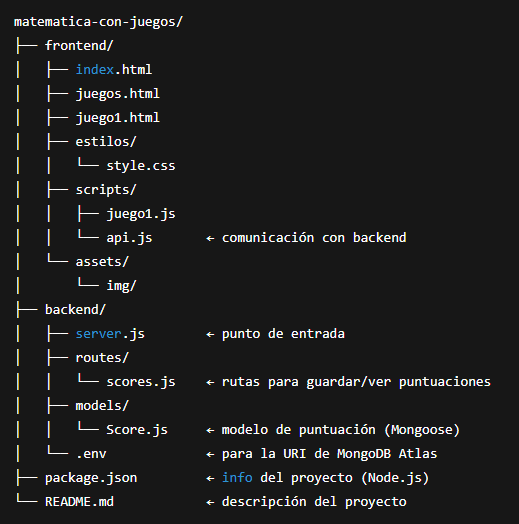 matematica-con-juegos/
├── frontend/
│   ├── index.html
│   ├── juegos.html
│   ├── juego1.html
│   ├── estilos/
│   │   └── style.css
│   ├── scripts/
│   │   ├── juego1.js
│   │   └── api.js       ← comunicación con backend
│   └── assets/
│       └── img/
├── backend/
│   ├── server.js        ← punto de entrada
│   ├── routes/
│   │   └── scores.js    ← rutas para guardar/ver puntuaciones
│   ├── models/
│   │   └── Score.js     ← modelo de puntuación (Mongoose)
│   └── .env             ← para la URI de MongoDB Atlas
├── package.json         ← info del proyecto (Node.js)
└── README.md            ← descripción del proyecto